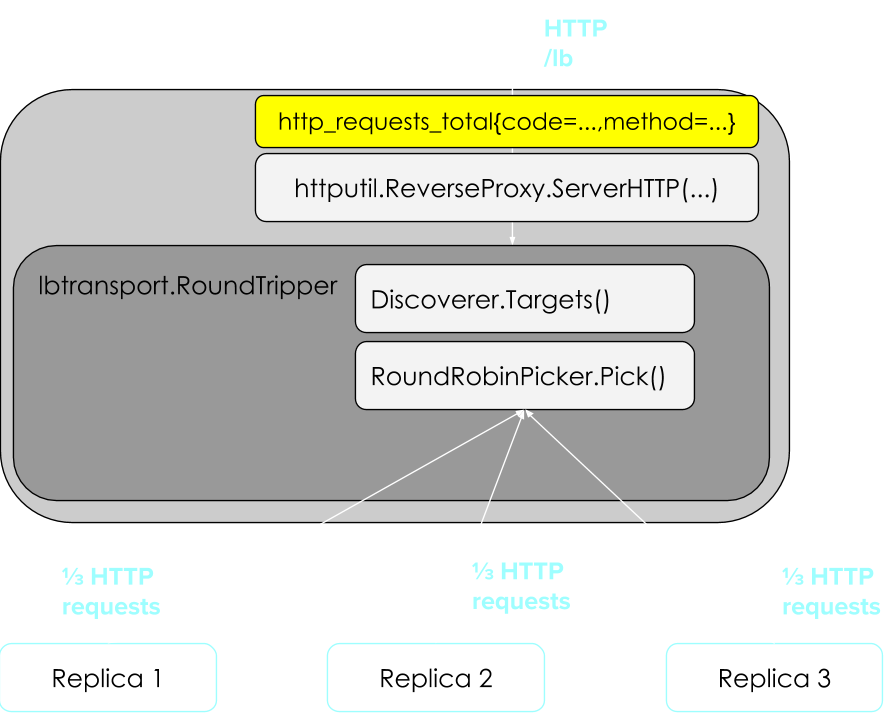 HTTP
/lb
http_requests_total{code=...,method=...}
httputil.ReverseProxy.ServerHTTP(...)
lbtransport.RoundTripper
Discoverer.Targets()
RoundRobinPicker.Pick()
⅓ HTTP
requests
⅓ HTTP
requests
⅓ HTTP
requests
Replica 1
Replica 2
Replica 3